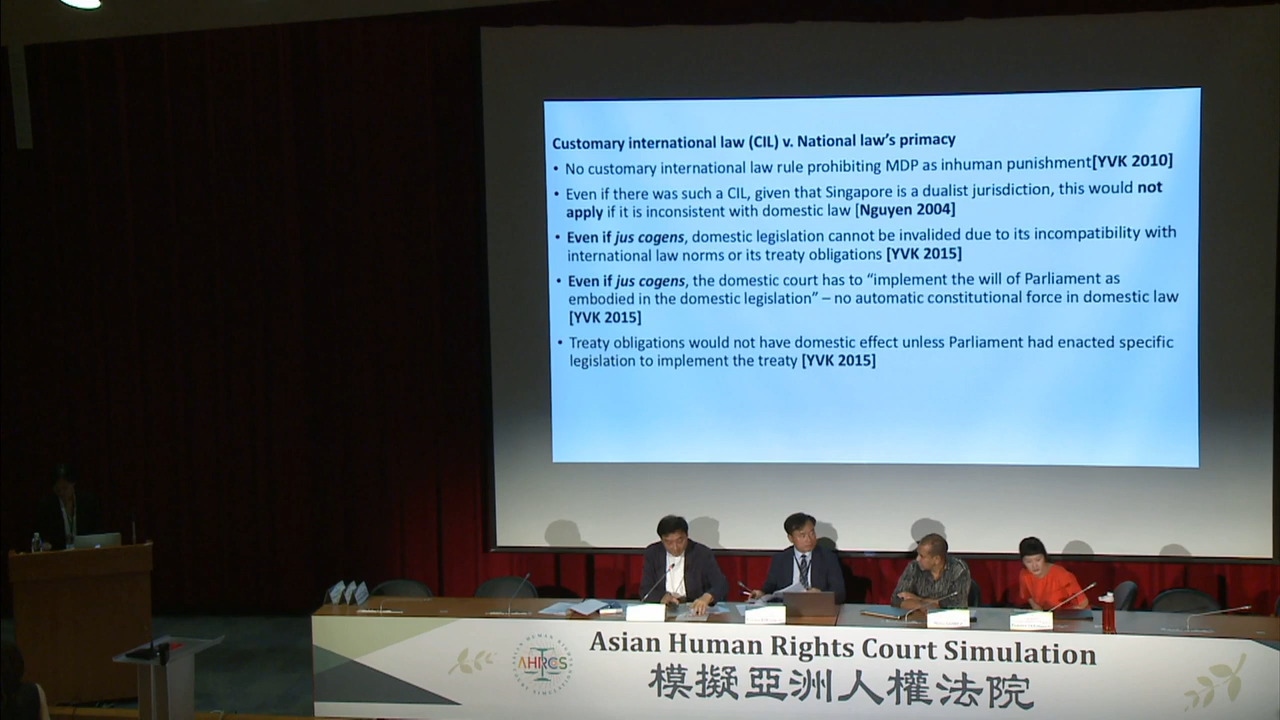 Customary international law (CIL) v. National law's primacy
• No customary international law rule prohibiting MDP as inhuman punishment[YVK 2010]
• Even if there was such a CIL, given that Singapore is a dualist jurisdiction, this would not
apply if it is inconsistent with domestic law [Nguyen 2004]
• Even if jus cogens, domestic legislation cannot be invalided due to its incompatibility with
international law norms or its treaty obligations [YVK 2015]
• Even if jus cogens, the domestic court has to “implement the will of Parliament as
embodied in the domestic legislation” – no automatic constitutional force in domestic law
[YVK 2015]
• Treaty obligations would not have domestic effect unless Parliament had enacted specific
legislation to implement the treaty [YVK 2015]
AHRCS
Asian Human Rights Court Simulation
模擬亞洲人權法院